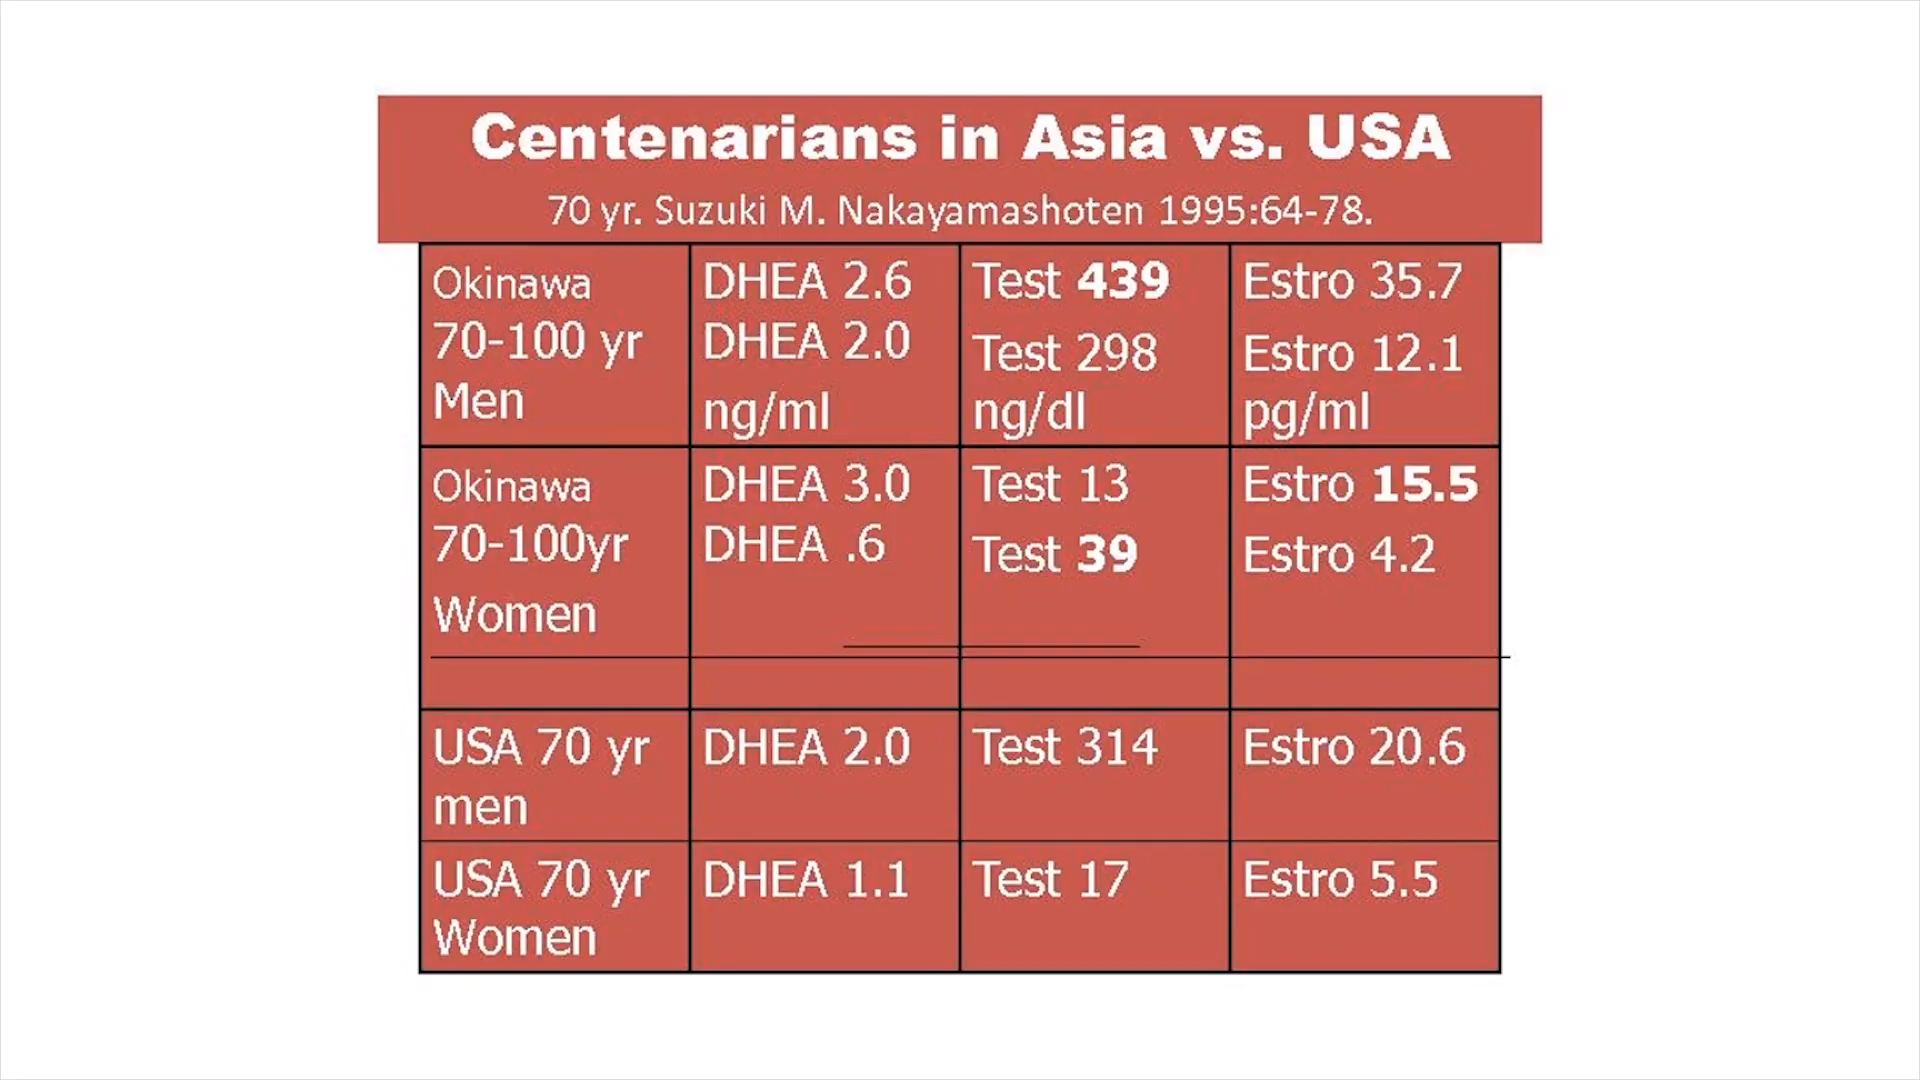 Centenarians in Asia vs. USA
70 yr. Suzuki M. Nakayamashoten 1995:64-78.
Okinawa
70-100 yr
Men
DHEA 2.6
DHEA 2.0
ng/ml
Test 439
Test 298
ng/dl
Estro 35.7
Estro 12.1
pg/ml
Okinawa
70-100yr
Women
DHEA 3.0
DHEA .6
Test 13
Test 39
Estro 15.5
Estro 4.2
USA 70 yr
men
DHEA 2.0
Test 314
Estro 20.6
USA 70 yr
Women
DHEA 1.1
Test 17
Estro 5.5